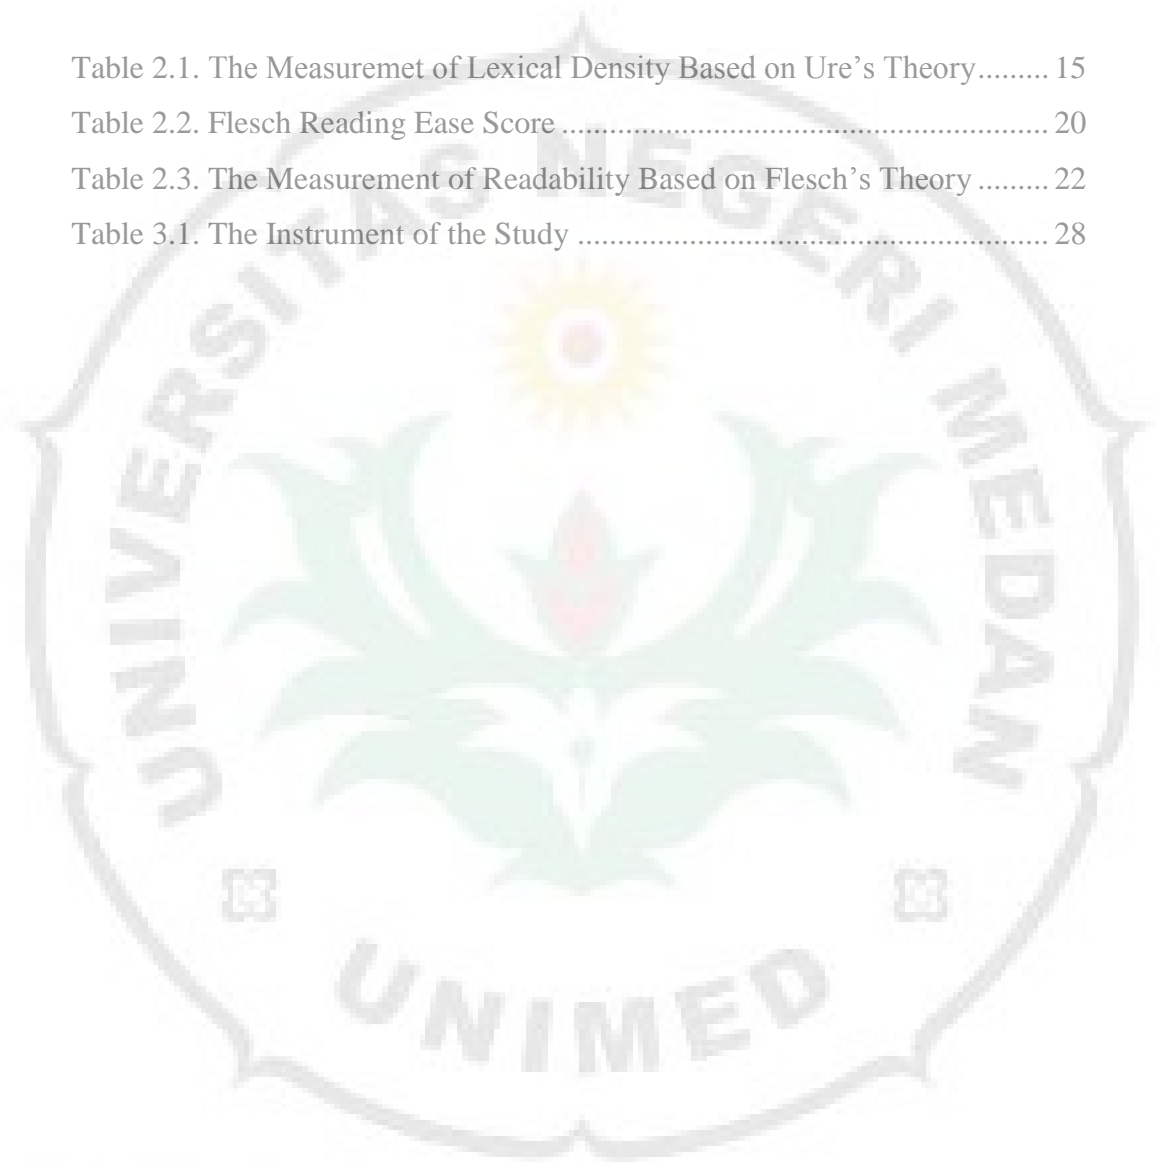 Table 2.1. The Measuremet of Lexical Density Based on Ure's Theory......... 15
Table 2.2. Flesch Reading Ease Score ............................................................. 20
Table 2.3. The Measurement of Readability Based on Flesch's Theory ......... 22
Table 3.1. The Instrument of the Study ........................................................... 28
UNIVERSITAS NEGERI MEDAN
UNIMED